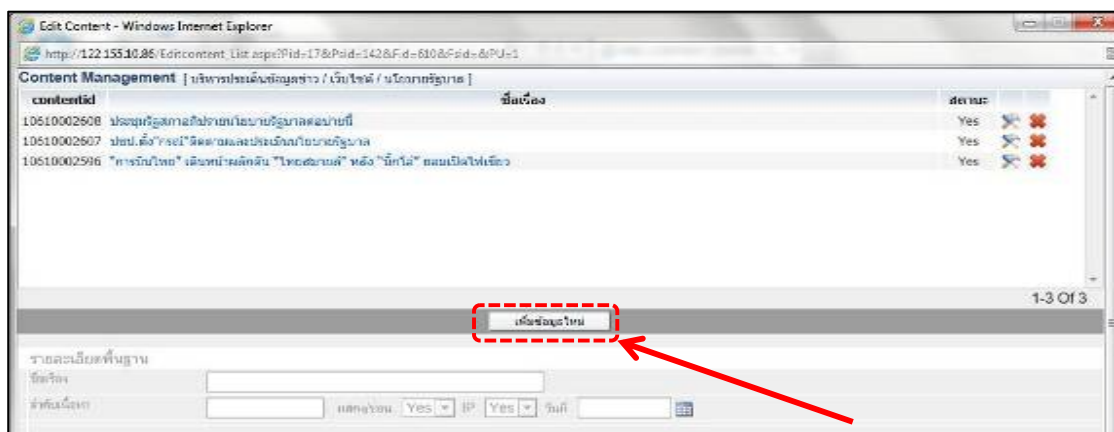 Edit Content - Windows Internet Explorer
http://122.155.10.86/Editcontent_List.aspx?Pid=17&Psid=142&Fid=610&Fsid=&PU=1
Content Management [ บริหารประเด็นข้อมูลข่าว / เว็บไซต์ / นโยบายรัฐบาล ]
contentid ชื่อเรื่อง สถานะ
10610002608 ประชุมรัฐสภาอภิปรายนโยบายรัฐบาลตอบ่ายนี้
Yes
10610002607 ปชป.ตั้ง"กรณ์"ติดตามและประเมินนโยบายรัฐบาล
Yes
10610002596 "การบินไทย" เดินหน้าผลักดัน "ไทยสมายล์" หลัง "บิ๊กโอ๋" ยอมเปิดไฟเขียว
Yes
1-3 Of 3
เพิ่มข้อมูลใหม่
รายละเอียดพื้นฐาน
ชื่อเรื่อง
ลำดับเนื้อหา Yes IP Yes วันที่